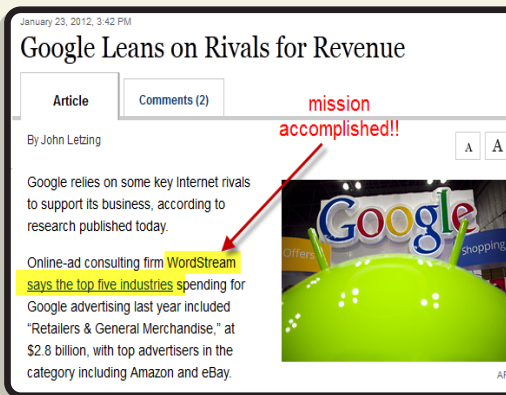 January 23, 2012, 3:42 PM
Google Leans on Rivals for Revenue
Article
Comments (2)
mission
accomplished!!
By John Letzing
A A
Google relies on some key Internet rivals
to support its business, according to
research published today.
Online-ad consulting firm WordStream
says the top five industries spending for
Google advertising last year included
“Retailers & General Merchandise,” at
$2.8 billion, with top advertisers in the
category including Amazon and eBay.
Google
Offers
Shopping